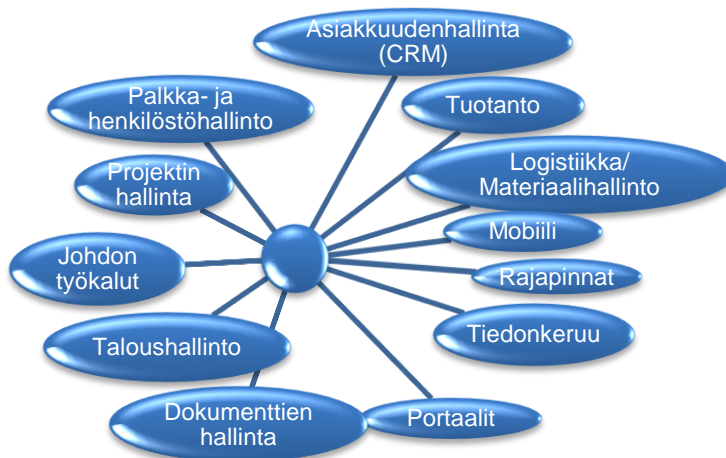 Asiakkuudenhallinta
(CRM)
Tuotanto
Logistiikka/
Materiaalihallinto
Mobiili
Rajapinnat
Tiedonkeruu
Portaalit
Dokumenttien
hallinta
Taloushallinto
Johdon
työkalut
Projektin
hallinta
Palkka- ja
henkilöstöhallinto